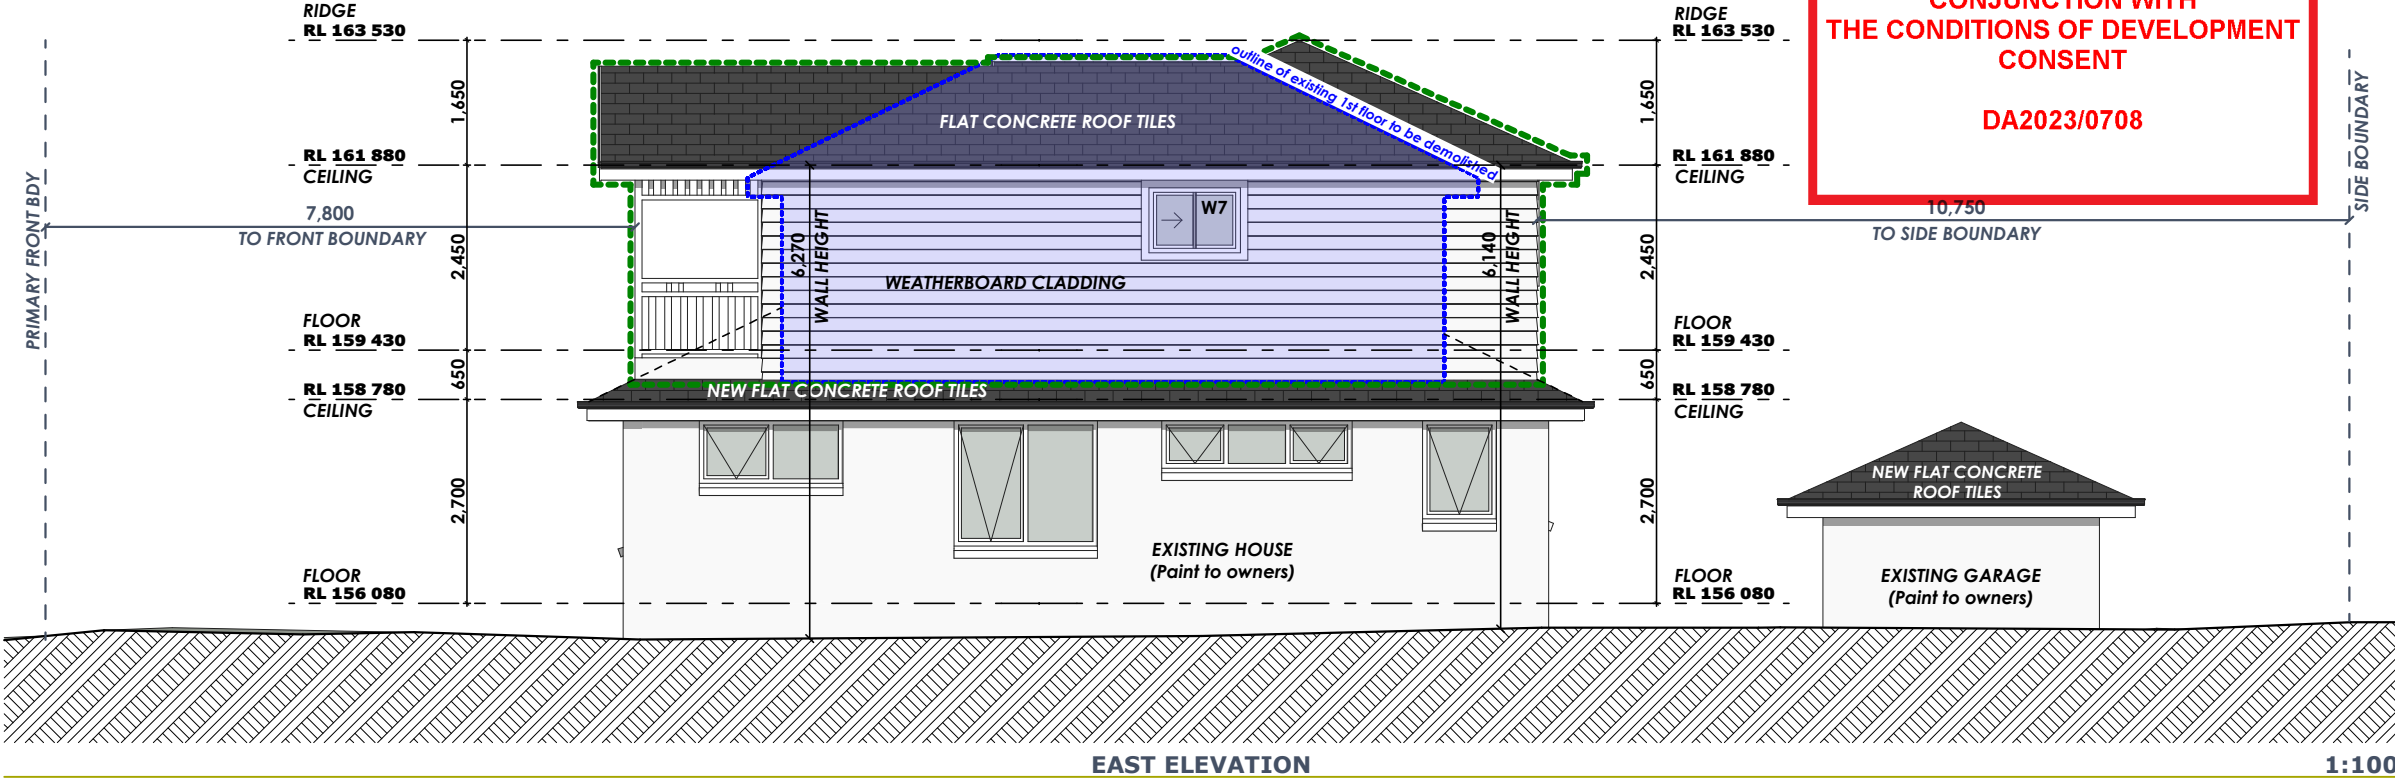 RIDGE
RL 163 530
1,650
RL 161 880
CEILING
PRIMARY FRONT BDY
7,800
TO FRONT BOUNDARY
2,450
FLOOR
RL 159 430
650
RL 158 780
CEILING
2,700
FLOOR
RL 156 080
FLAT CONCRETE ROOF TILES
outline of existing 1st floor to be demolished
W7
6,270
WALL HEIGHT
WEATHERBOARD CLADDING
6,140
WALL HEIGHT
NEW FLAT CONCRETE ROOF TILES
EXISTING HOUSE
(Paint to owners)
RIDGE
RL 163 530
1,650
RL 161 880
CEILING
2,450
FLOOR
RL 159 430
650
RL 158 780
CEILING
2,700
FLOOR
RL 156 080
CONJUNCTION WITH
THE CONDITIONS OF DEVELOPMENT
CONSENT
DA2023/0708
10,750
TO SIDE BOUNDARY
SIDE BOUNDARY
NEW FLAT CONCRETE
ROOF TILES
EXISTING GARAGE
(Paint to owners)
EAST ELEVATION
1:100